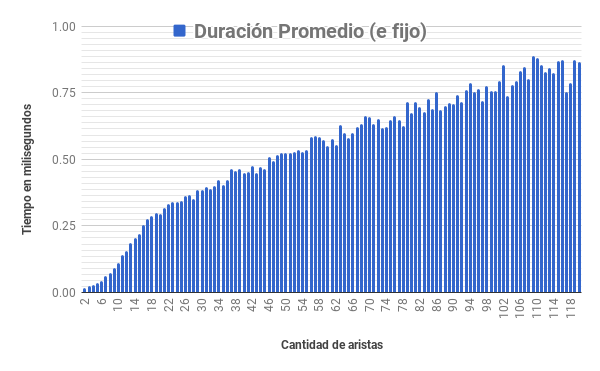 Duración Promedio (e fijo)
1.00
0.75
0.50
0.25
0.00
Tiempo en milisegundos
2 6 10 14 18 22 26 30 34 38 42 46 50 54 58 62 66 70 74 78 82 86 90 94 98 102 106 110 114 118
Cantidad de aristas